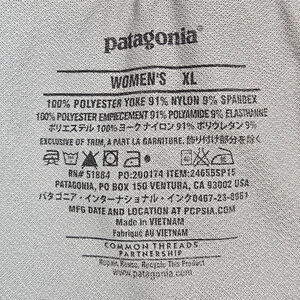 patagonia®
WOMEN'S XL
100% POLYESTER YOKE 91% NYLON 9% SPANDEX
100% POLYESTER EMPIECEMENT 91% POLYAMIDE 9% ELASTHANNE
ポリエステル 100% ヨーク ナイロン 91% ポリウレタン 9%
EXCLUSIVE OF TRIM, A PART LA GARNITURE. 飾り付け部分を除く
RN# 51884 PO:200174 ITEM:24655SP15
PATAGONIA, PO BOX 150 VENTURA, CA 93002 USA
パタゴニア・インターナショナル・インク 0467-23-8961
MFG DATE AND LOCATION AT PCPSIA.COM
Made in VIETNAM
Fabriqué AU VIETNAM
COMMON THREADS
PARTNERSHIP
Repair, Reuse, Recycle This Product
www.patagonia.com